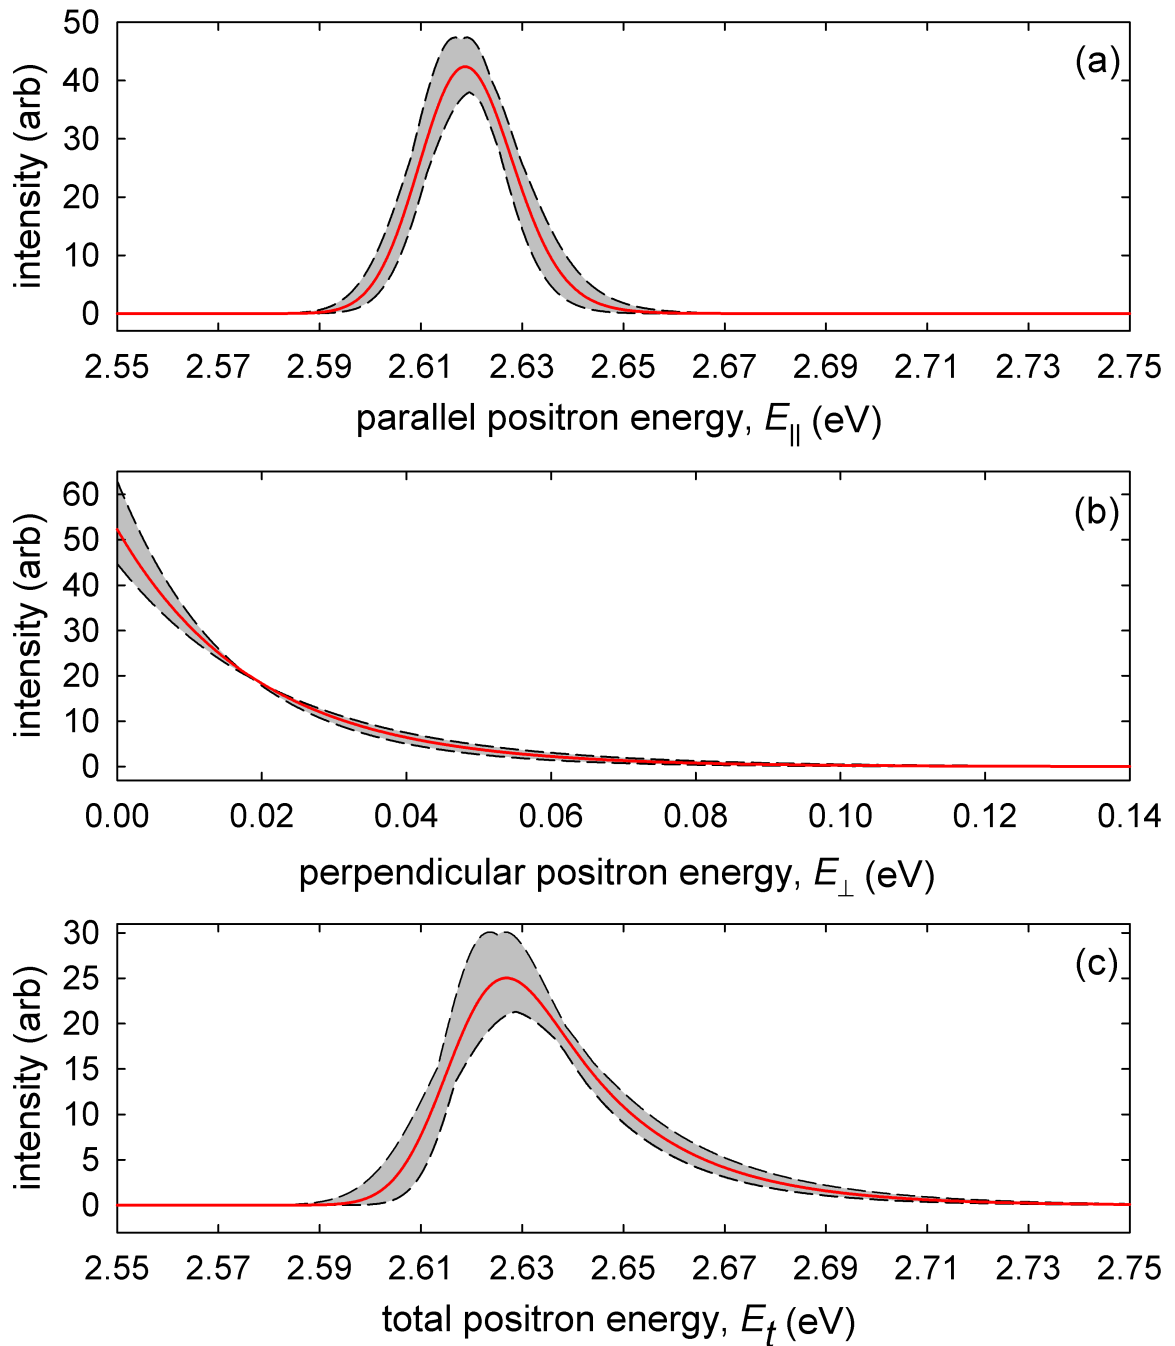 (a)
intensity (arb)
50
40
30
20
10
0
2.55 2.57 2.59 2.61 2.63 2.65 2.67 2.69 2.71 2.73 2.75
parallel positron energy, E∥ (eV)
(b)
intensity (arb)
60
50
40
30
20
10
0
0.00 0.02 0.04 0.06 0.08 0.10 0.12 0.14
perpendicular positron energy, E⊥ (eV)
(c)
intensity (arb)
30
25
20
15
10
5
0
2.55 2.57 2.59 2.61 2.63 2.65 2.67 2.69 2.71 2.73 2.75
total positron energy, Et (eV)